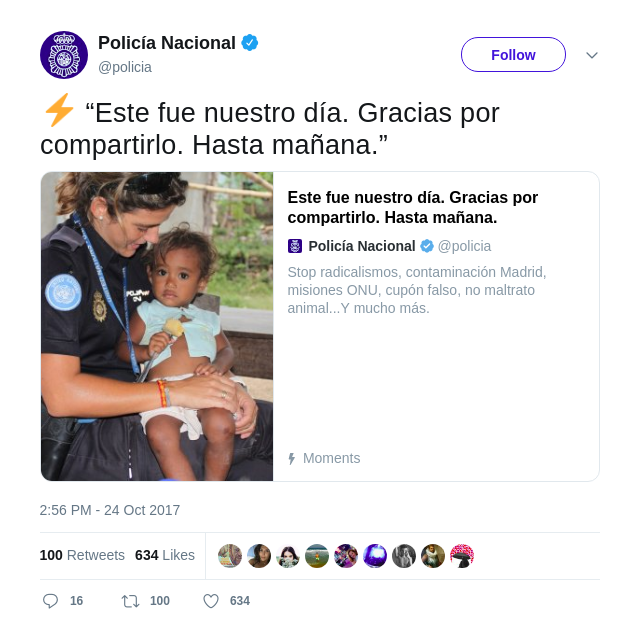 Policía Nacional
@policia
Follow
“Este fue nuestro día. Gracias por
compartirlo. Hasta mañana.”
Este fue nuestro día. Gracias por
compartirlo. Hasta mañana.
Policía Nacional @policia
Stop radicalismos, contaminación Madrid,
misiones ONU, cupón falso, no maltrato
animal...Y mucho más.
Moments
2:56 PM - 24 Oct 2017
100 Retweets 634 Likes
16 100 634